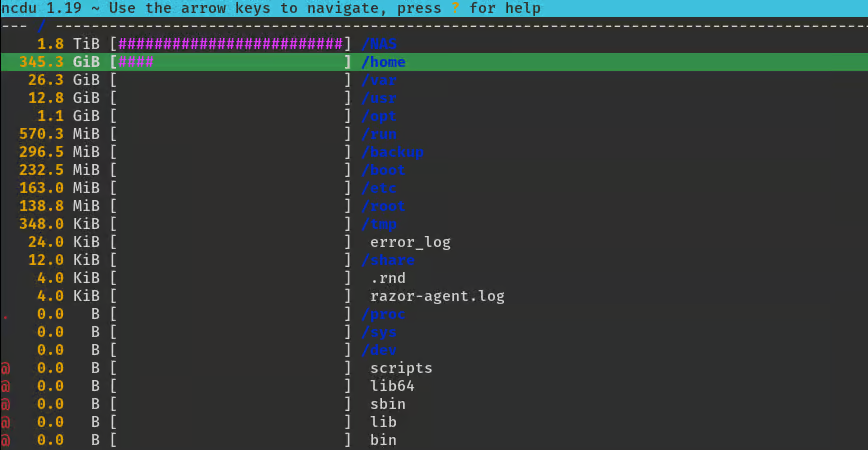 ncdu 1.19 ~ Use the arrow keys to navigate, press ? for help
--- / ---
1.8 TiB [#########################] /NAS
345.3 GiB [#### ] /home
26.3 GiB [ ] /var
12.8 GiB [ ] /usr
1.1 GiB [ ] /opt
570.3 MiB [ ] /run
296.5 MiB [ ] /backup
232.5 MiB [ ] /boot
163.0 MiB [ ] /etc
138.8 MiB [ ] /root
348.0 KiB [ ] /tmp
24.0 KiB [ ] error_log
12.0 KiB [ ] /share
4.0 KiB [ ] .rnd
4.0 KiB [ ] razor-agent.log
. 0.0 B [ ] /proc
0.0 B [ ] /sys
0.0 B [ ] /dev
@ 0.0 B [ ] scripts
@ 0.0 B [ ] lib64
@ 0.0 B [ ] sbin
@ 0.0 B [ ] lib
@ 0.0 B [ ] bin